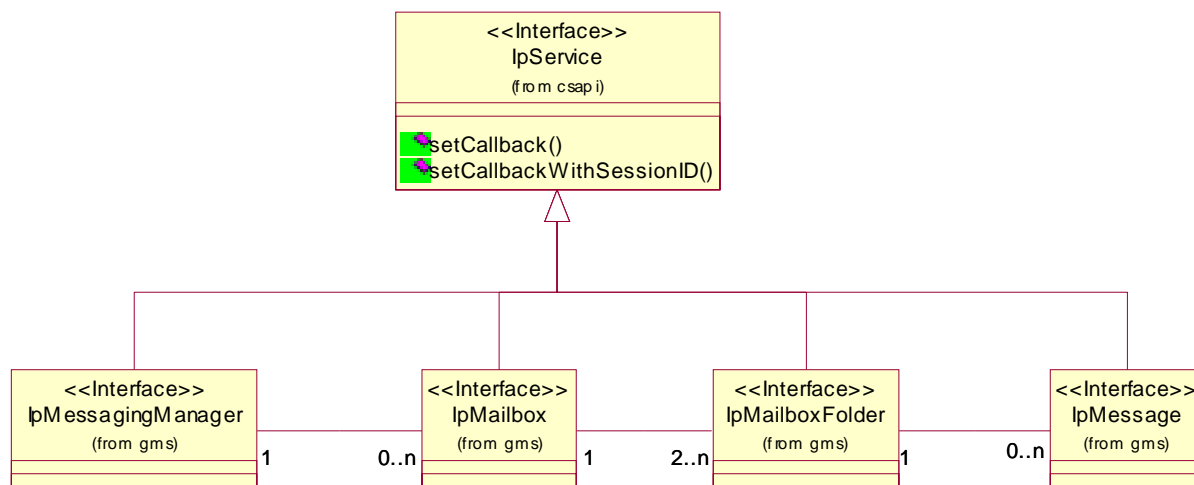 <<Interface>>
IpService
(from csapi)
setCallback()
setCallbackWithSessionID()
<<Interface>>
IpMessagingManager
(from gms)
<<Interface>>
IpMailbox
(from gms)
<<Interface>>
IpMailboxFolder
(from gms)
<<Interface>>
IpMessage
(from gms)
1
0..n
1
2..n
1
0..n